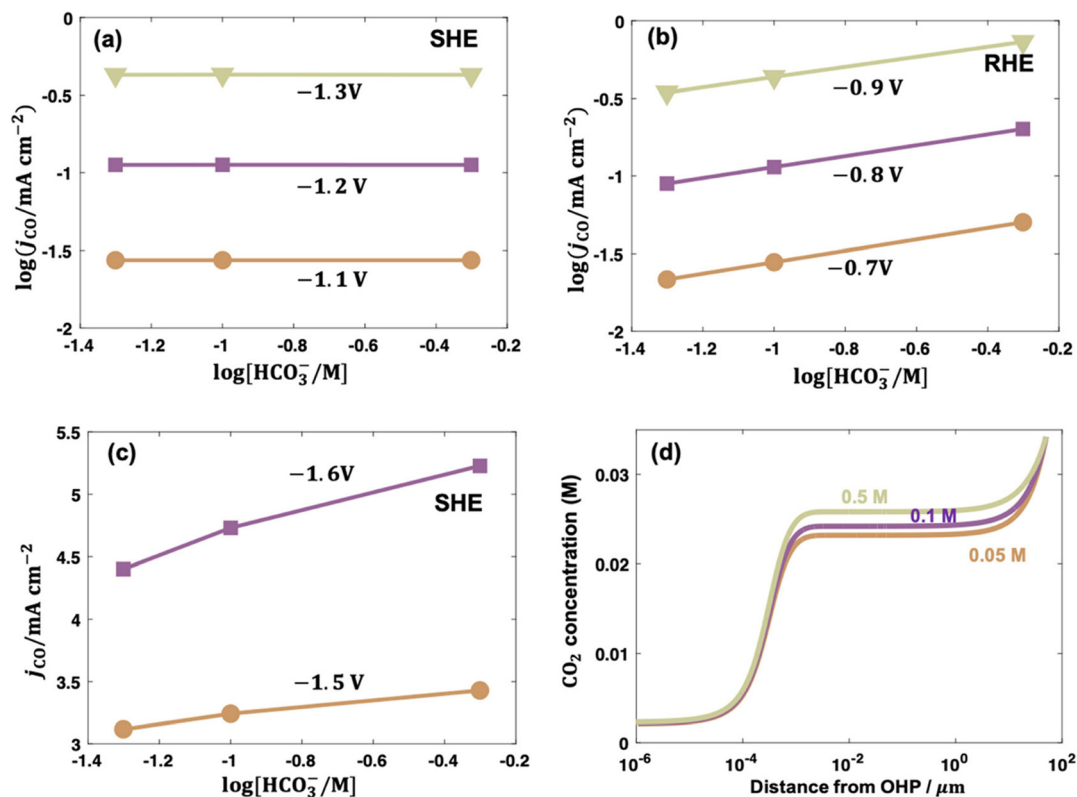 (a)
SHE
0
-0.5
-1
-1.5
-2
log(j_CO/mA cm⁻²)
−1.3V
−1.2 V
−1.1 V
-1.4 -1.2 -1 -0.8 -0.6 -0.4 -0.2
log[HCO₃⁻/M]
(b)
RHE
0
-0.5
-1
-1.5
-2
log(j_CO/mA cm⁻²)
−0.9 V
−0.8 V
−0.7V
-1.4 -1.2 -1 -0.8 -0.6 -0.4 -0.2
log[HCO₃⁻/M]
(c)
SHE
5.5
5
4.5
4
3.5
3
j_CO/mA cm⁻²
−1.6V
−1.5 V
-1.4 -1.2 -1 -0.8 -0.6 -0.4 -0.2
log[HCO₃⁻/M]
(d)
0.03
0.02
0.01
0
CO₂ concentration (M)
0.5 M
0.1 M
0.05 M
10⁻⁶ 10⁻⁴ 10⁻² 10⁰ 10²
Distance from OHP / μm